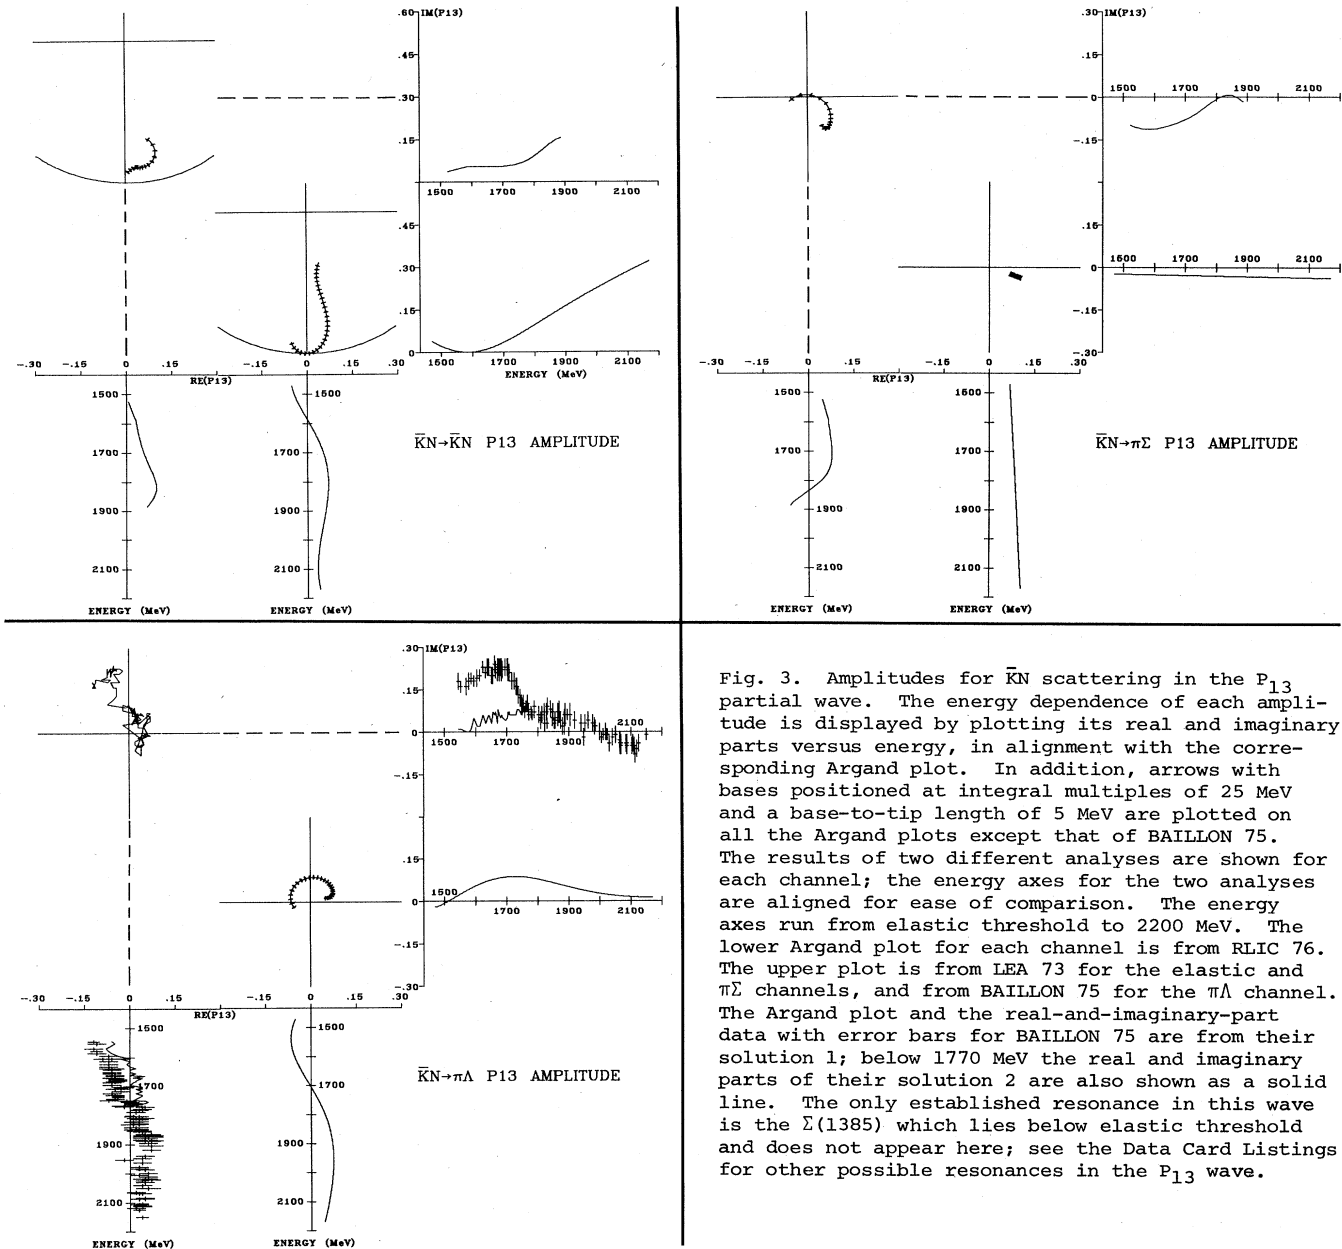 .60 IM(P13)
.30
.15
1500 1700 1900 2100
.45
.30
.15
0
1500 1700 1900 2100
ENERGY (MeV)
-.30 -.15 0 .15 -.15 0 .15 .30
RE(P13)
1500
1700
1900
2100
ENERGY (MeV)
1500
1700
1900
2100
ENERGY (MeV)
K̄N→K̄N P13 AMPLITUDE
.30 IM(P13)
.15
0
1500 1700 1900 2100
-.15
.15
0
1500 1700 1900 2100
-.15
-.30
-.30 -.15 0 .15 -.15 0 .15 .30
RE(P13)
1500
1700
1900
2100
ENERGY (MeV)
1500
1700
1900
2100
ENERGY (MeV)
K̄N→πΣ P13 AMPLITUDE
.30 IM(P13)
.15
0
1500 1700 1900 2100
-.15
.15
0
1500 1700 1900 2100
-.15
-.30
-.30 -.15 0 .15 -.15 0 .15 .30
RE(P13)
1500
1700
1900
2100
ENERGY (MeV)
1500
1700
1900
2100
ENERGY (MeV)
K̄N→πΛ P13 AMPLITUDE
Fig. 3. Amplitudes for K̄N scattering in the P₁₃
partial wave. The energy dependence of each ampli-
tude is displayed by plotting its real and imaginary
parts versus energy, in alignment with the corre-
sponding Argand plot. In addition, arrows with
bases positioned at integral multiples of 25 MeV
and a base-to-tip length of 5 MeV are plotted on
all the Argand plots except that of BAILLON 75.
The results of two different analyses are shown for
each channel; the energy axes for the two analyses
are aligned for ease of comparison. The energy
axes run from elastic threshold to 2200 MeV. The
lower Argand plot for each channel is from RLIC 76.
The upper plot is from LEA 73 for the elastic and
πΣ channels, and from BAILLON 75 for the πΛ channel.
The Argand plot and the real-and-imaginary-part
data with error bars for BAILLON 75 are from their
solution 1; below 1770 MeV the real and imaginary
parts of their solution 2 are also shown as a solid
line. The only established resonance in this wave
is the Σ(1385) which lies below elastic threshold
and does not appear here; see the Data Card Listings
for other possible resonances in the P₁₃ wave.